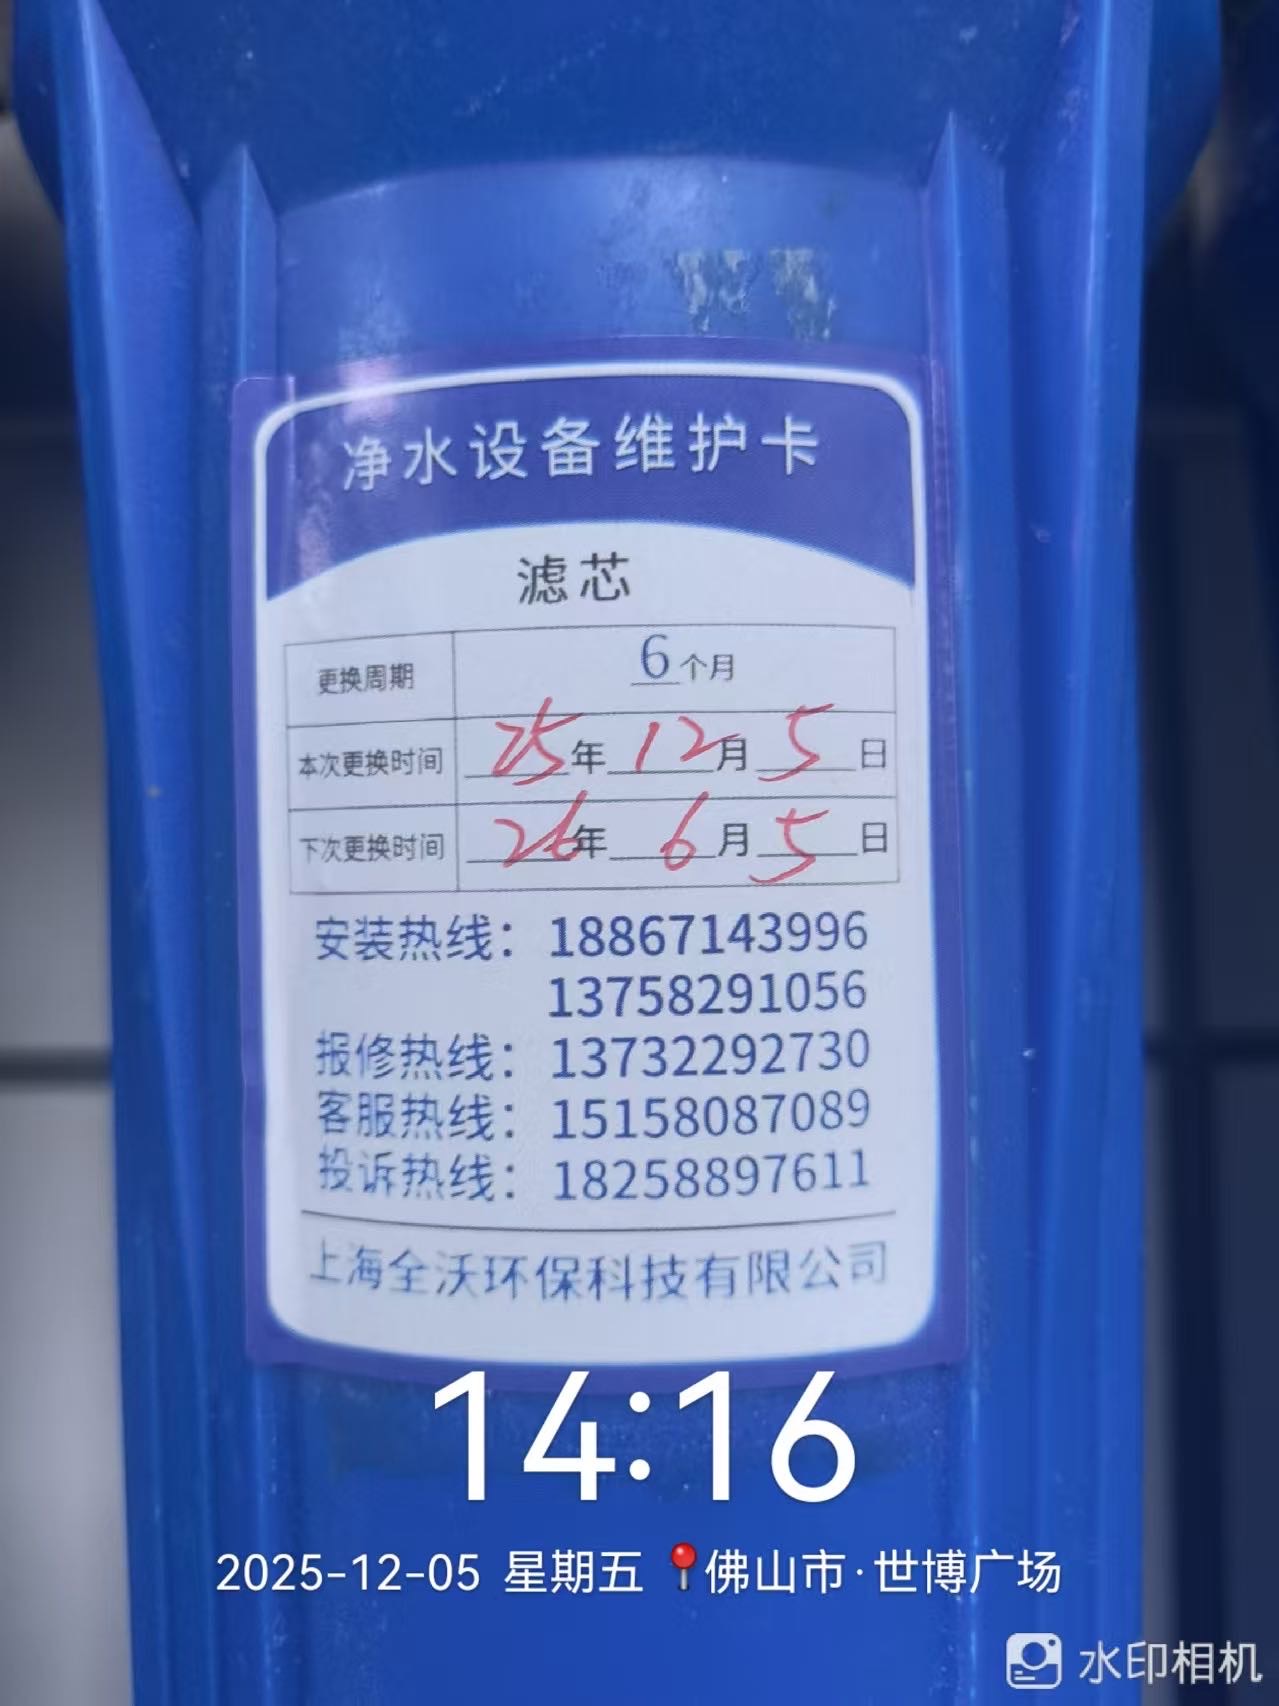 净水设备维护卡
滤芯
更换周期 6个月
本次更换时间 25年12月5日
下次更换时间 26年6月5日
安装热线：18867143996
13758291056
报修热线：13732292730
客服热线：15158087089
投诉热线：18258897611
上海全沃环保科技有限公司
14:16
2025-12-05 星期五 📍佛山市·世博广场
水印相机